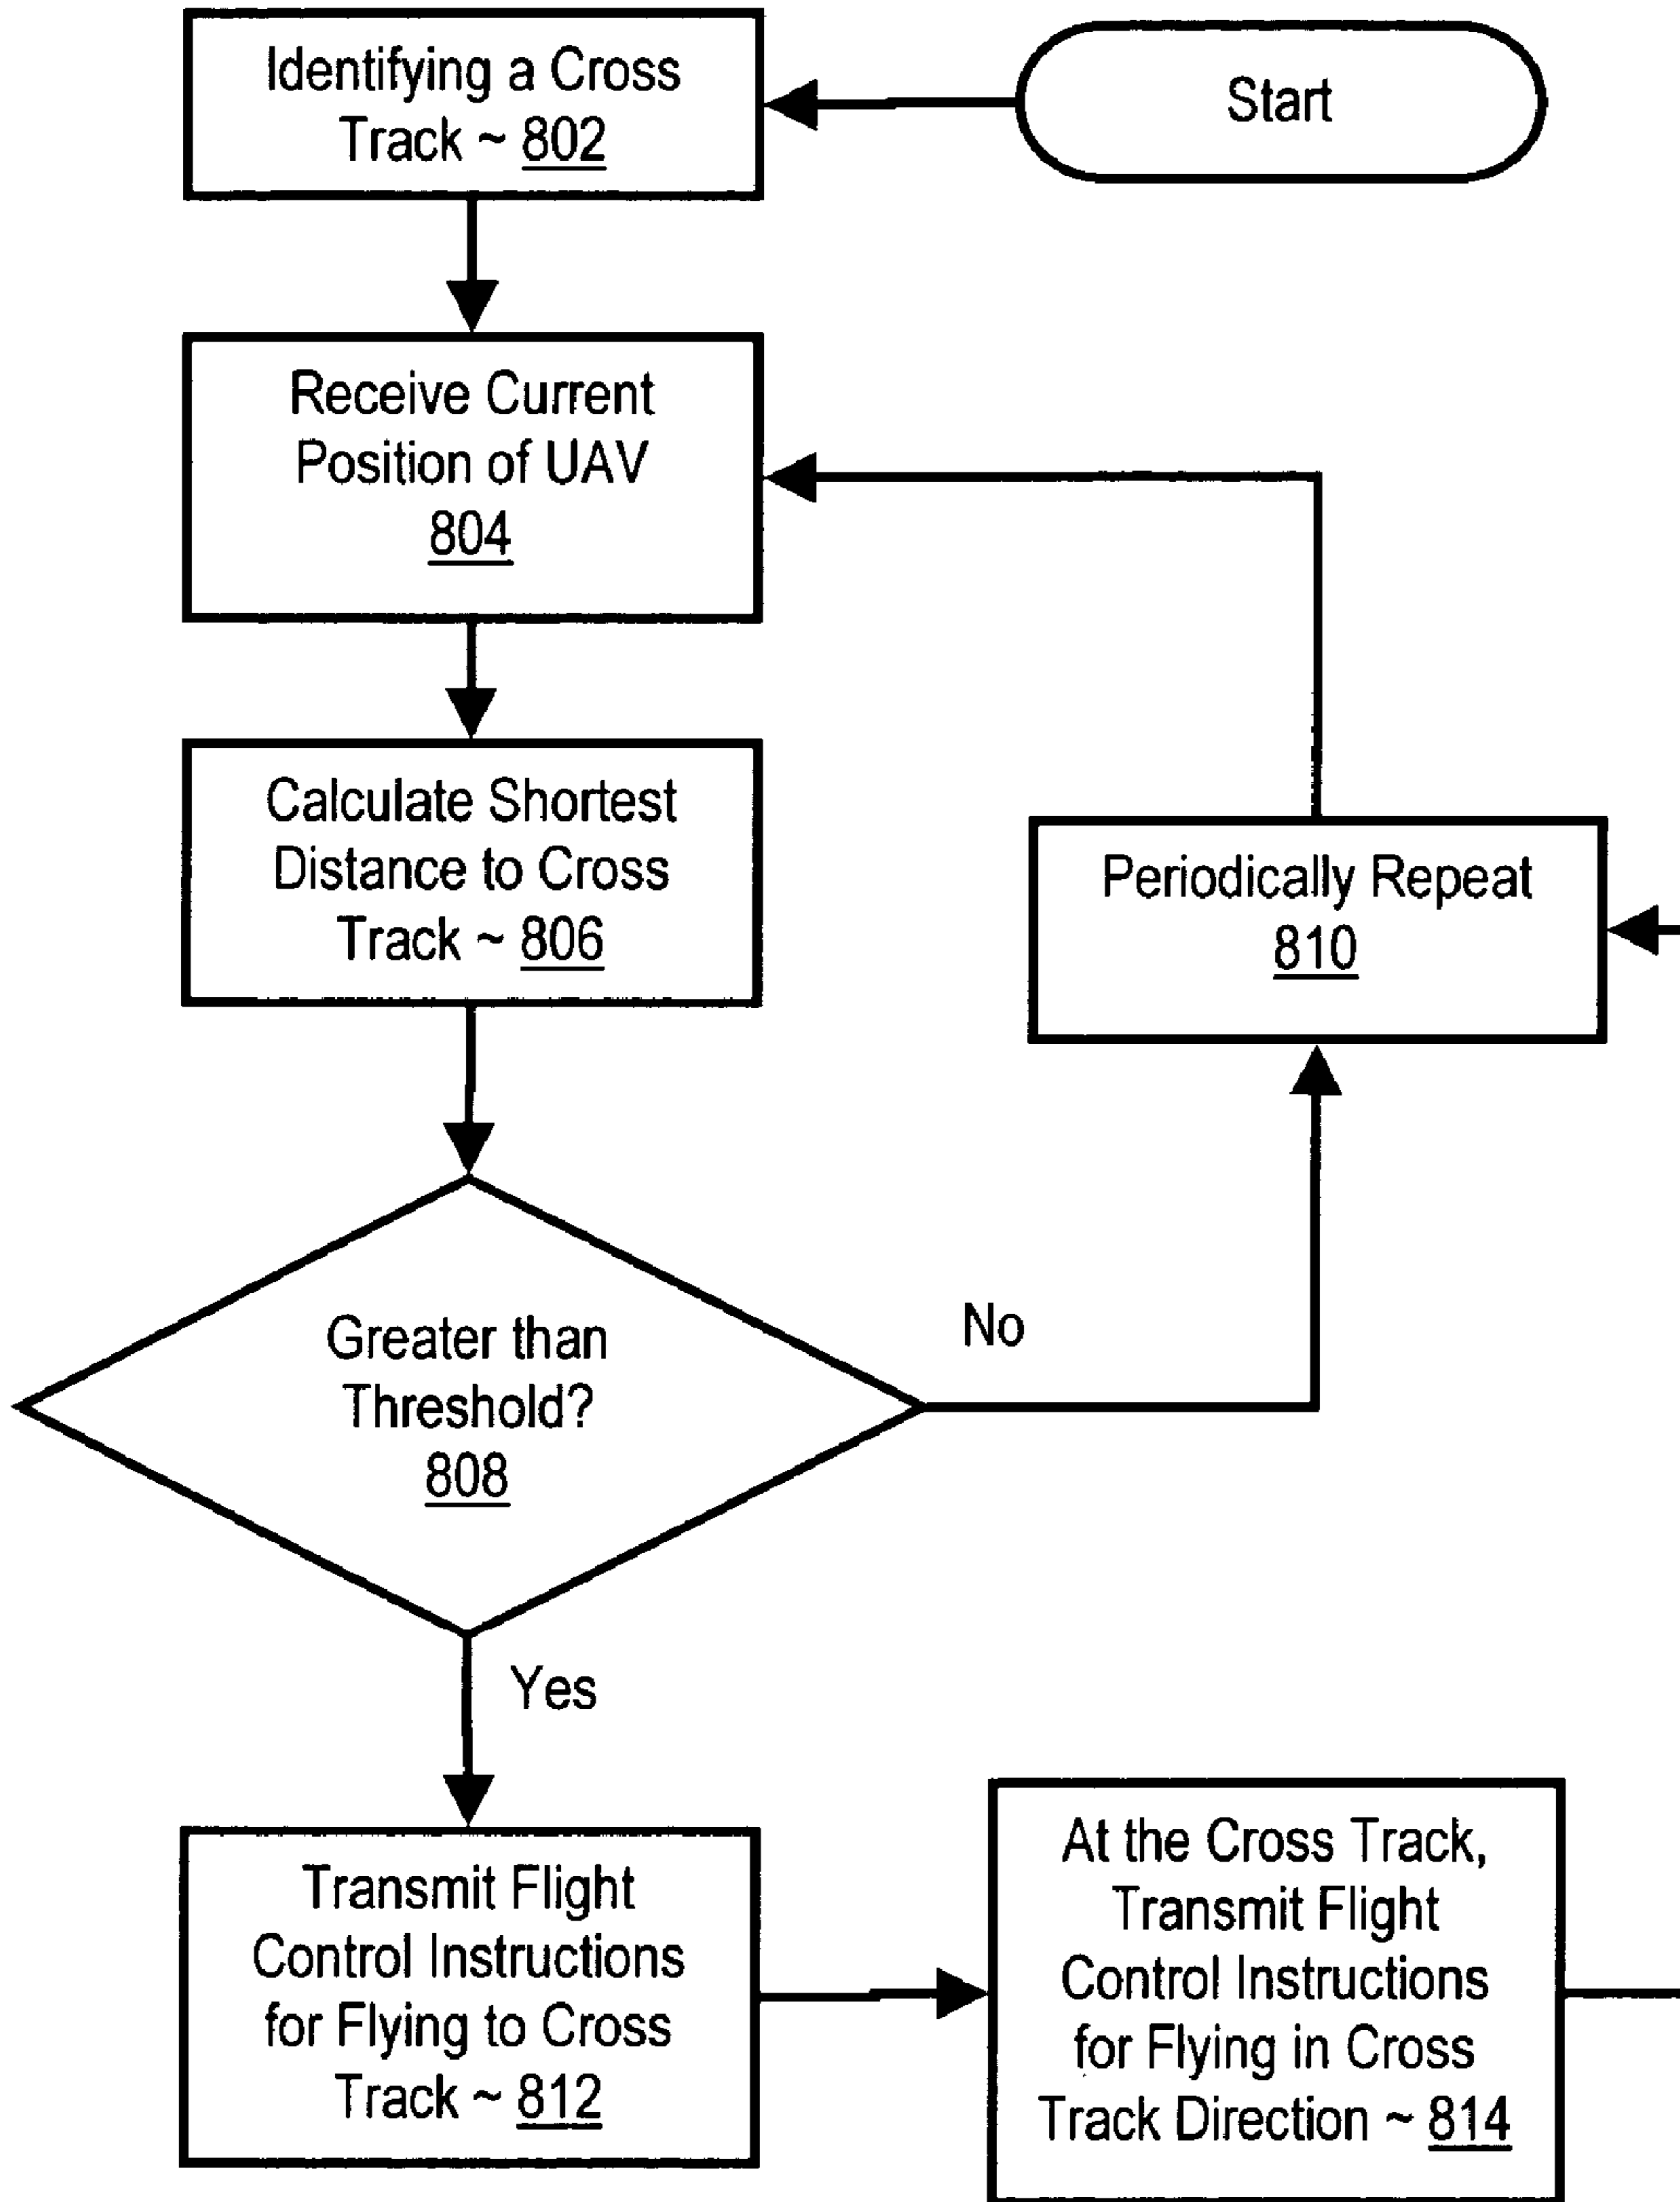 Start
Identifying a Cross
Track ~ 802
Receive Current
Position of UAV
804
Calculate Shortest
Distance to Cross
Track ~ 806
Periodically Repeat
810
Greater than
Threshold?
808
No
Yes
Transmit Flight
Control Instructions
for Flying to Cross
Track ~ 812
At the Cross Track,
Transmit Flight
Control Instructions
for Flying in Cross
Track Direction ~ 814